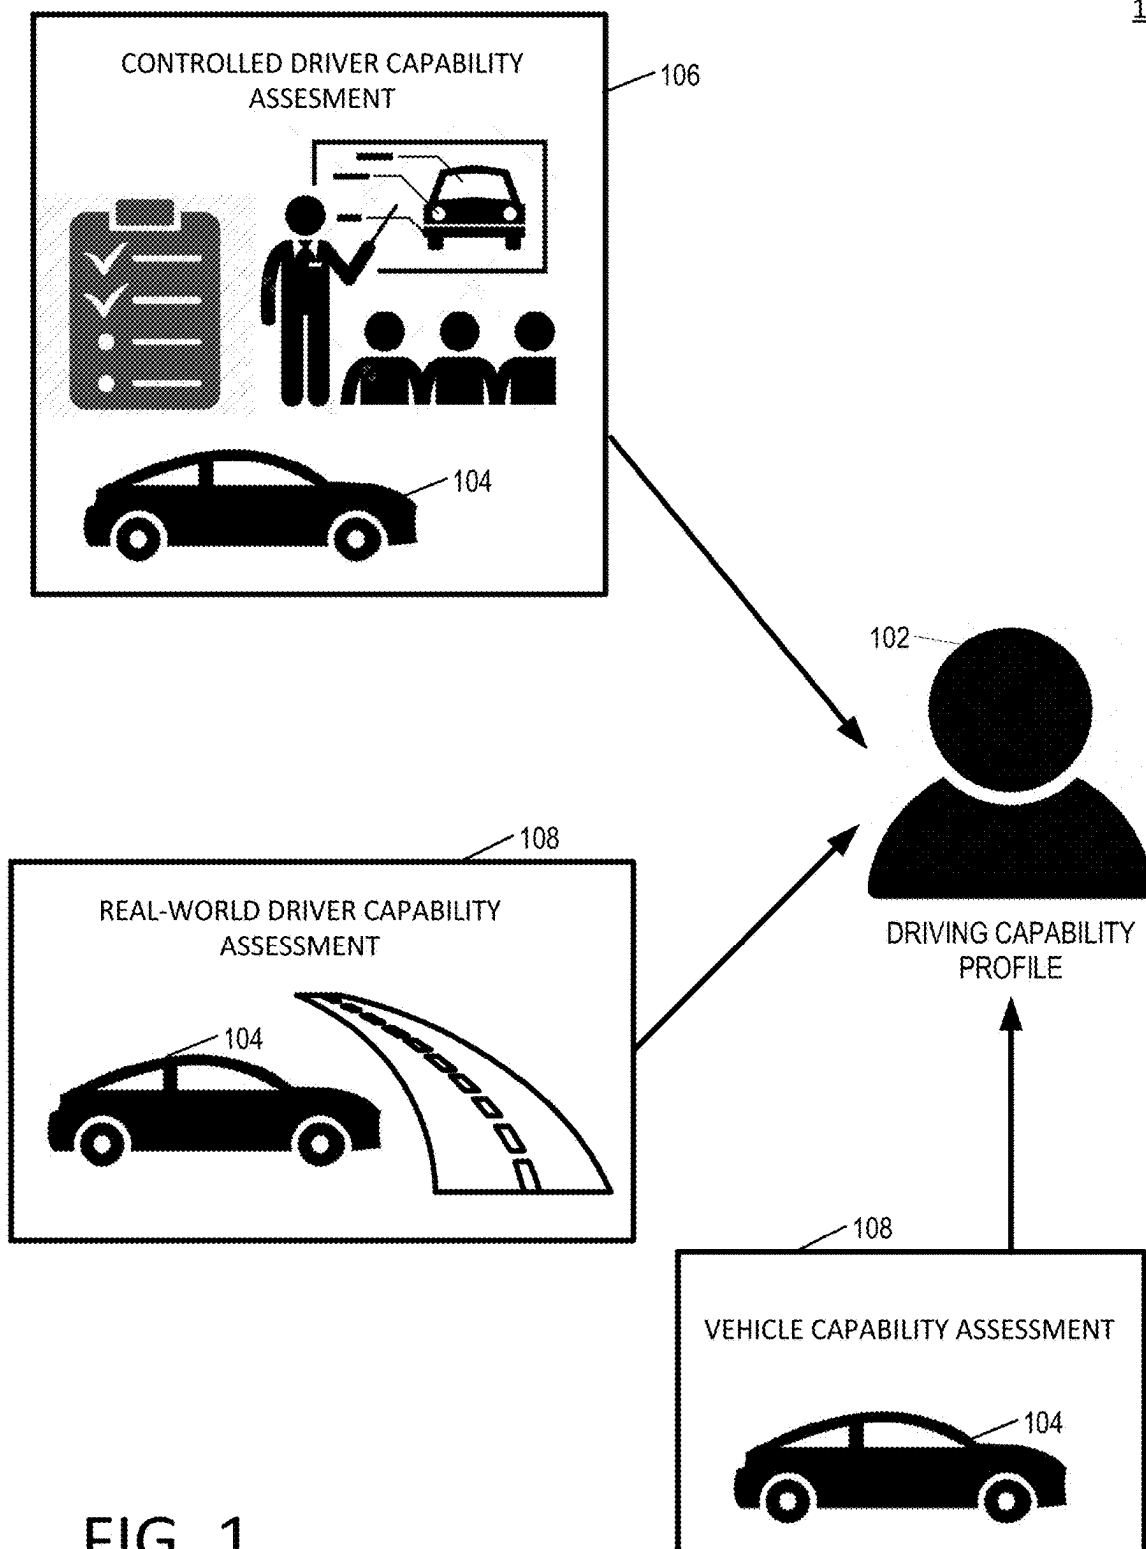 1
CONTROLLED DRIVER CAPABILITY
ASSESMENT
106
104
102
DRIVING CAPABILITY
PROFILE
108
REAL-WORLD DRIVER CAPABILITY
ASSESSMENT
104
108
VEHICLE CAPABILITY ASSESSMENT
104
FIG. 1